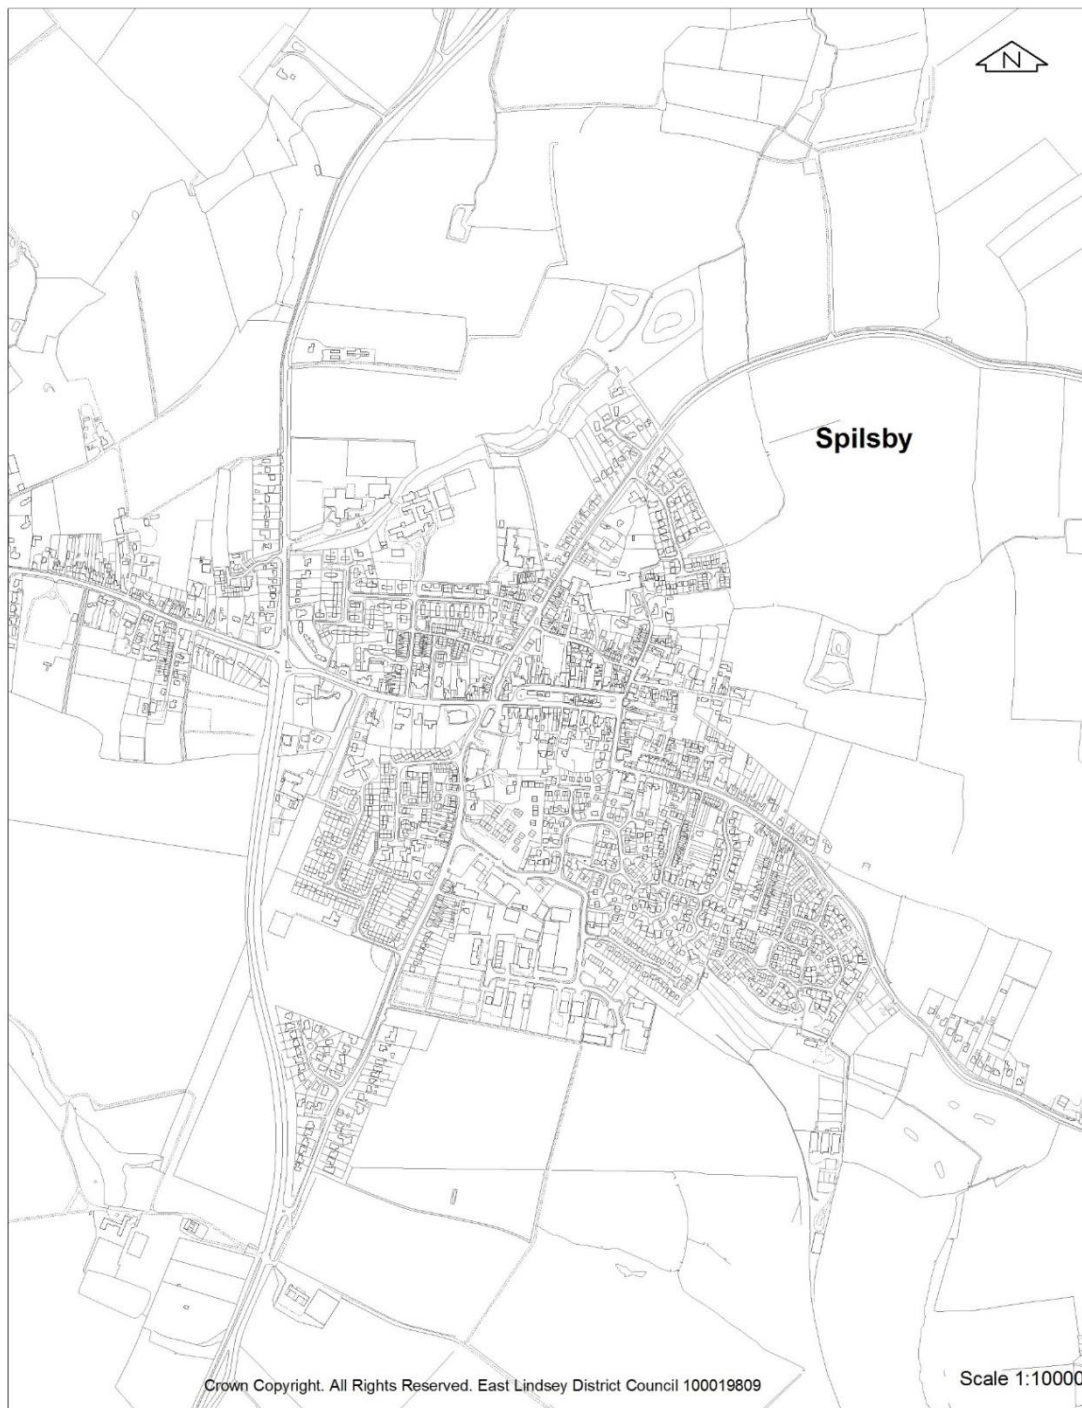 N
Spilsby
Crown Copyright. All Rights Reserved. East Lindsey District Council 100019809
Scale 1:10000